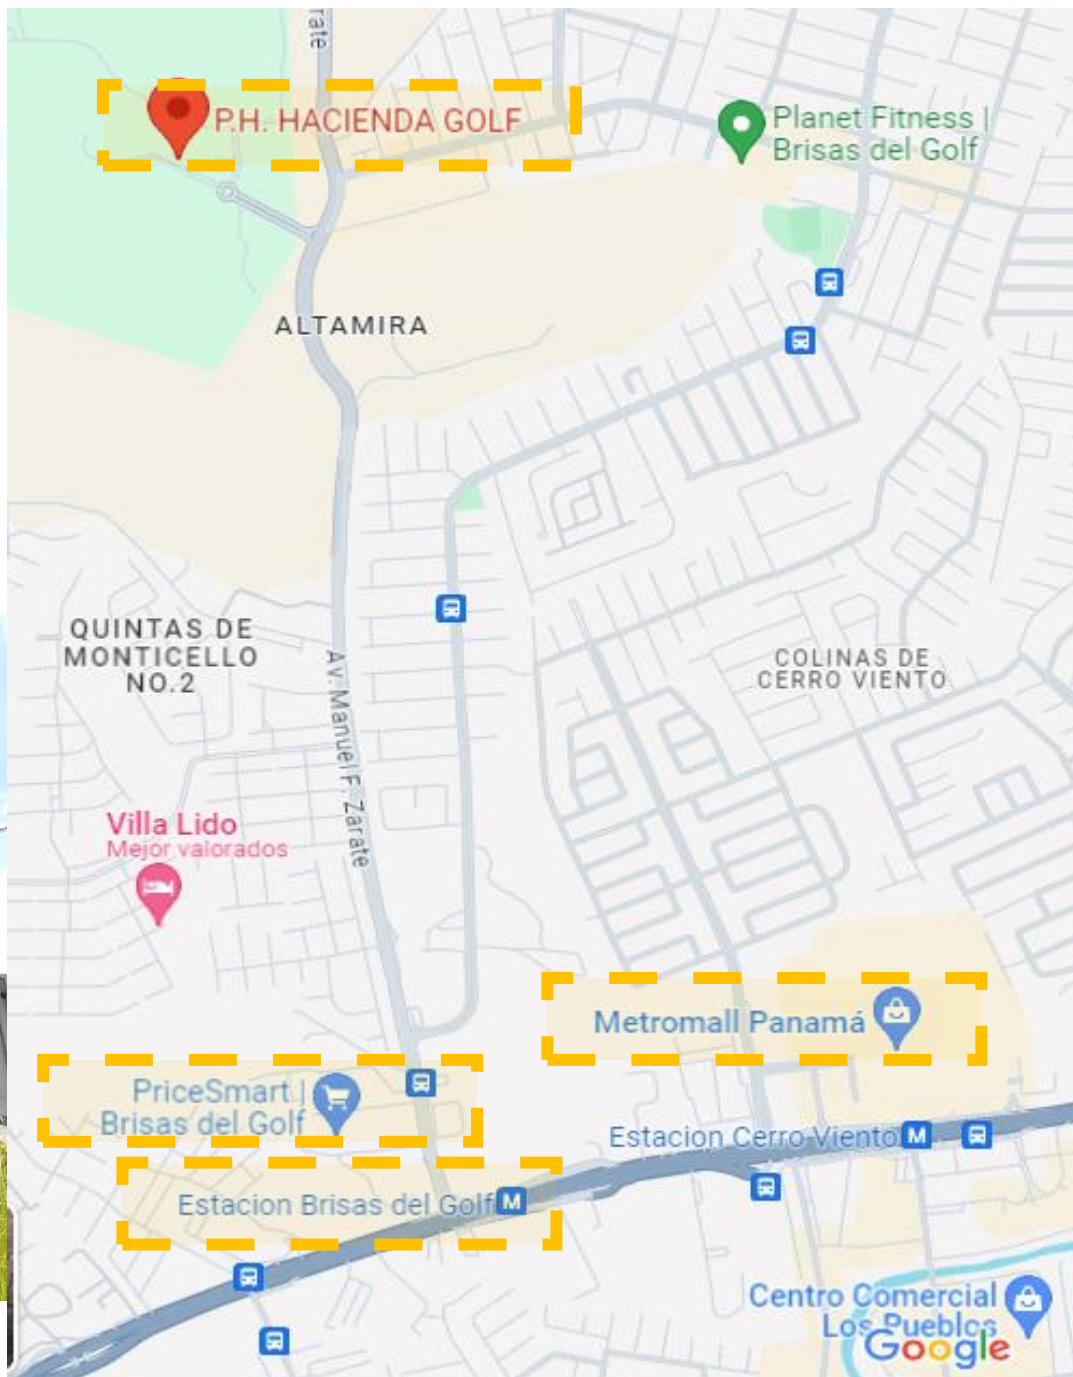 rate
P.H. HACIENDA GOLF
Planet Fitness |
Brisas del Golf
ALTAMIRA
QUINTAS DE
MONTICELLO
NO.2
COLINAS DE
CERRO VIENTO
Av. Manuel F. Zarate
Villa Lido
Mejor valorados
Metromall Panamá
PriceSmart |
Brisas del Golf
Estacion Cerro Viento
M
Estacion Brisas del Golf
M
Centro Comercial
Los Pueblos
Google